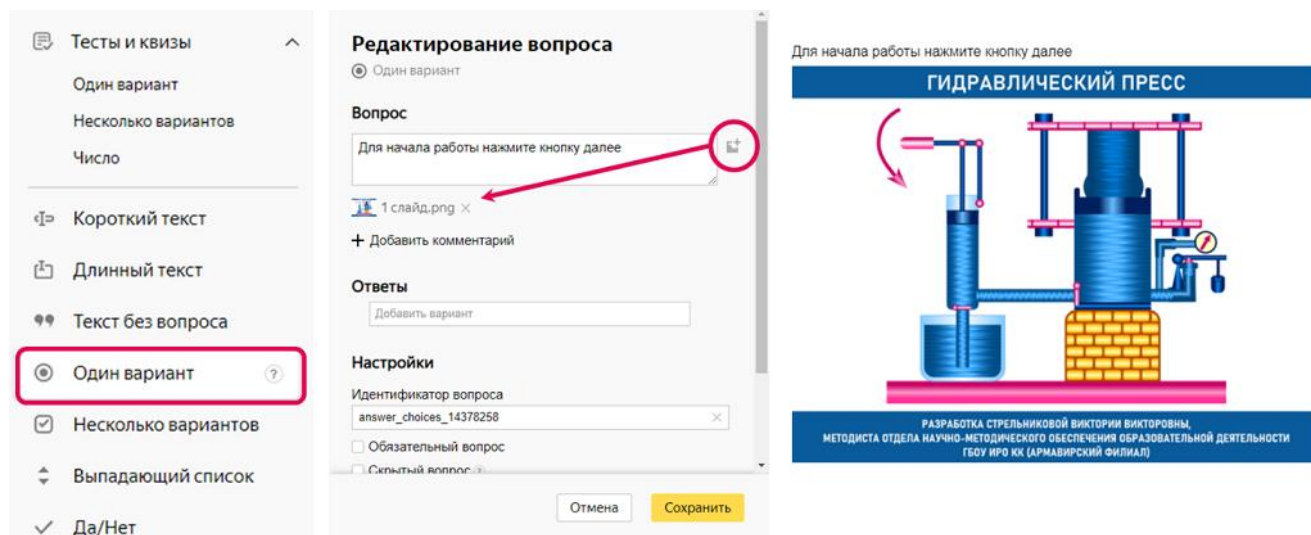 Тесты и квизы
Один вариант
Несколько вариантов
Число
Короткий текст
Длинный текст
Текст без вопроса
Один вариант
?
Несколько вариантов
Выпадающий список
Да/Нет
Редактирование вопроса
Один вариант
Вопрос
Для начала работы нажмите кнопку далее
1 слайд.png ×
+ Добавить комментарий
Ответы
Добавить вариант
Настройки
Идентификатор вопроса
answer_choices_14378258
Обязательный вопрос
Скрытый вопрос ?
Отмена
Сохранить
Для начала работы нажмите кнопку далее
ГИДРАВЛИЧЕСКИЙ ПРЕСС
РАЗРАБОТКА СТРЕЛЬНИКОВОЙ ВИКТОРИИ ВИКТОРОВНЫ,
МЕТОДИСТА ОТДЕЛА НАУЧНО-МЕТОДИЧЕСКОГО ОБЕСПЕЧЕНИЯ ОБРАЗОВАТЕЛЬНОЙ ДЕЯТЕЛЬНОСТИ
ГБОУ ИРО КК (АРМАВИРСКИЙ ФИЛИАЛ)